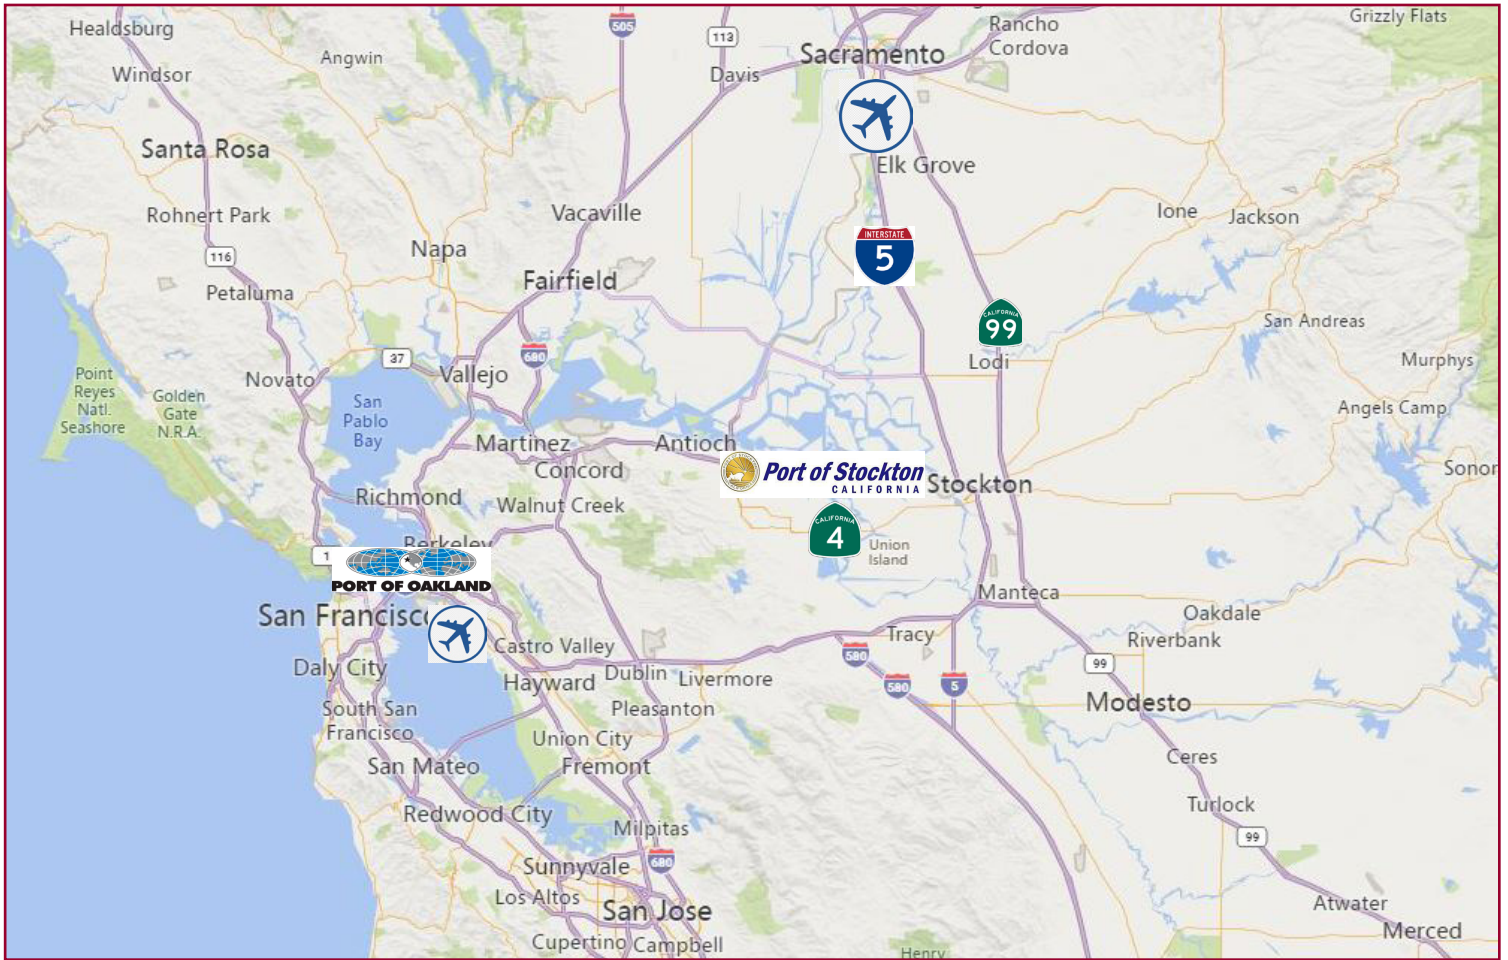 Healdsburg
505
113
Rancho
Cordova
Grizzly Flats
Windsor
Angwin
Davis
Sacramento
Santa Rosa
Elk Grove
Rohnert Park
Vacaville
Ione
Jackson
116
Napa
INTERSTATE
5
Petaluma
Fairfield
CALIFORNIA
99
San Andreas
37
680
Lodi
Murphys
Point
Reyes
Natl.
Seashore
Golden
Gate
N.R.A.
Novato
San
Pablo
Bay
Vallejo
Angels Camp
Martinez
Antioch
Concord
Port of Stockton
CALIFORNIA
Stockton
Sonor
Richmond
Walnut Creek
CALIFORNIA
4
Union
Island
Berkeley
1
PORT OF OAKLAND
Manteca
San Francisco
Oakdale
Riverbank
Castro Valley
Tracy
580
99
Daly City
Hayward
Dublin
Livermore
580
5
Modesto
South San
Francisco
Pleasanton
Union City
San Mateo
Fremont
Ceres
Redwood City
Turlock
Milpitas
99
Sunnyvale
680
Los Altos
San Jose
Atwater
Merced
Cupertino
Campbell
Henry